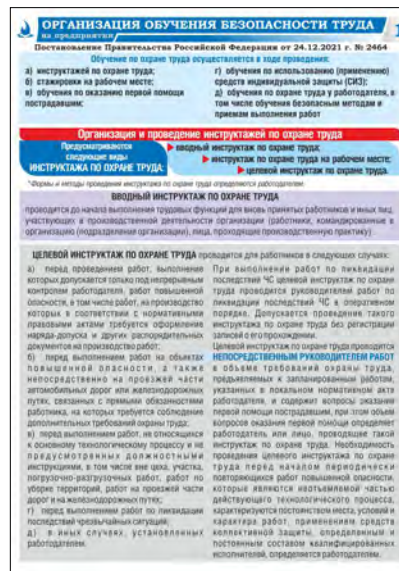 ОРГАНИЗАЦИЯ ОБУЧЕНИЯ БЕЗОПАСНОСТИ ТРУДА
на предприятии
1
Постановление Правительства Российской Федерации от 24.12.2021 г. № 2464
Обучение по охране труда осуществляется в ходе проведения:
а) инструктажей по охране труда;
б) стажировки на рабочем месте;
в) обучения по оказанию первой помощи
пострадавшим;
г) обучения по использованию (применению)
средств индивидуальной защиты (СИЗ);
д) обучения по охране труда у работодателя, в
том числе обучения безопасным методам и
приемам выполнения работ
Организация и проведение инструктажей по охране труда
Предусматриваются
следующие виды
ИНСТРУКТАЖА ПО ОХРАНЕ ТРУДА:
вводный инструктаж по охране труда;
инструктаж по охране труда на рабочем месте;
целевой инструктаж по охране труда.
*Формы и методы проведения инструктажа по охране труда определяются работодателем.
ВВОДНЫЙ ИНСТРУКТАЖ ПО ОХРАНЕ ТРУДА
проводится до начала выполнения трудовых функций для вновь принятых работников и иных лиц,
участвующих в производственной деятельности организации (работники, командированные в
организацию (подразделение организации), лица, проходящие производственную практику)
ЦЕЛЕВОЙ ИНСТРУКТАЖ ПО ОХРАНЕ ТРУДА проводится для работников в следующих случаях:
а) перед проведением работ, выполнение
которых допускается только под непрерывным
контролем работодателя, работ повышенной
опасности, в том числе работ, на производство
которых в соответствии с нормативными
правовыми актами требуется оформление
наряда-допуска и других распорядительных
документов на производство работ;
б) перед выполнением работ на объектах
повышенной опасности, а также
непосредственно на проезжей части
автомобильных дорог или железнодорожных
путях, связанных с прямыми обязанностями
работника, на которых требуется соблюдение
дополнительных требований охраны труда;
в) перед выполнением работ, не относящихся
к основному технологическому процессу и не
предусмотренных должностными
инструкциями, в том числе вне цеха, участка,
погрузочно-разгрузочных работ, работ по
уборке территорий, работ на проезжей части
дорог и на железнодорожных путях;
г) перед выполнением работ по ликвидации
последствий чрезвычайных ситуаций;
д) в иных случаях, установленных
работодателем.
При выполнении работ по ликвидации
последствий ЧС целевой инструктаж по охране
труда проводится руководителем работ по
ликвидации последствий ЧС в оперативном
порядке. Допускается проведение такого
инструктажа по охране труда без регистрации
записей о его прохождении.
Целевой инструктаж по охране труда проводится
НЕПОСРЕДСТВЕННЫМ РУКОВОДИТЕЛЕМ РАБОТ
в объеме требований охраны труда,
предъявляемых к запланированным работам,
указанных в локальном нормативном акте
работодателя, и содержит вопросы оказания
первой помощи пострадавшим, при этом объем
вопросов оказания первой помощи определяет
работодатель или лицо, проводящее такой
инструктаж по охране труда. Необходимость
проведения целевого инструктажа по охране
труда перед началом периодически
повторяющихся работ повышенной опасности,
которые являются неотъемлемой частью
действующего технологического процесса,
характеризуются постоянством места, условий и
характера работ, применением средств
коллективной защиты, определенным и
постоянным составом квалифицированных
исполнителей, определяется работодателем.